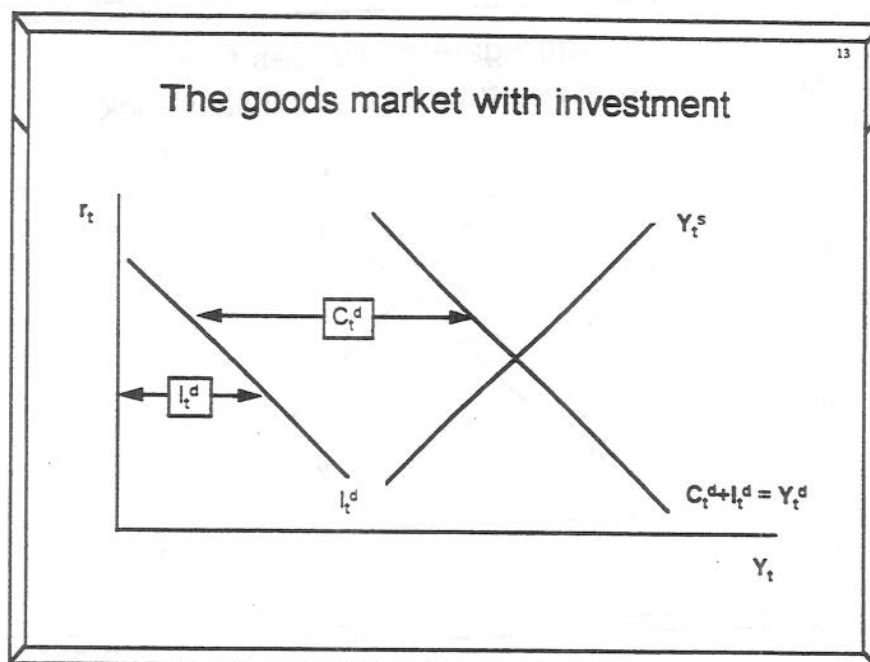 13
The goods market with investment
rₜ
Yₜˢ
Cₜᵈ
Iₜᵈ
Iₜᵈ
Cₜᵈ+Iₜᵈ = Yₜᵈ
Yₜ